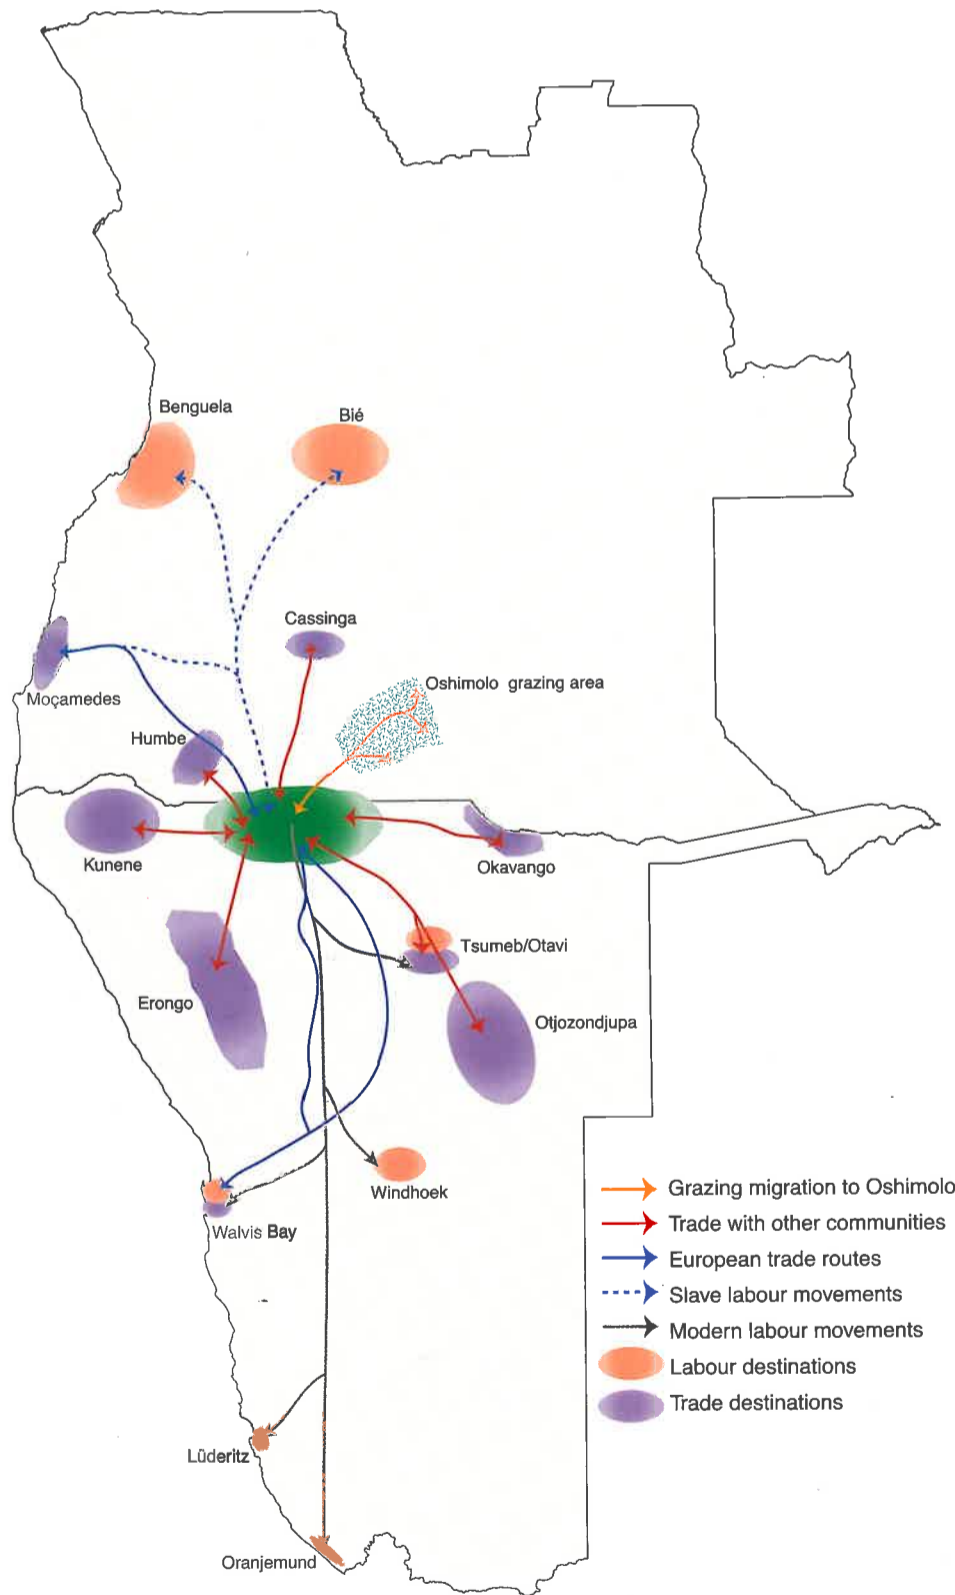 Benguela
Bié
Cassinga
Oshimolo grazing area
Moçamedes
Humbe
Kunene
Okavango
Tsumeb/Otavi
Erongo
Otjozondjupa
Windhoek
Walvis Bay
Grazing migration to Oshimolo
Trade with other communities
European trade routes
Slave labour movements
Modern labour movements
Labour destinations
Trade destinations
Lüderitz
Oranjemund